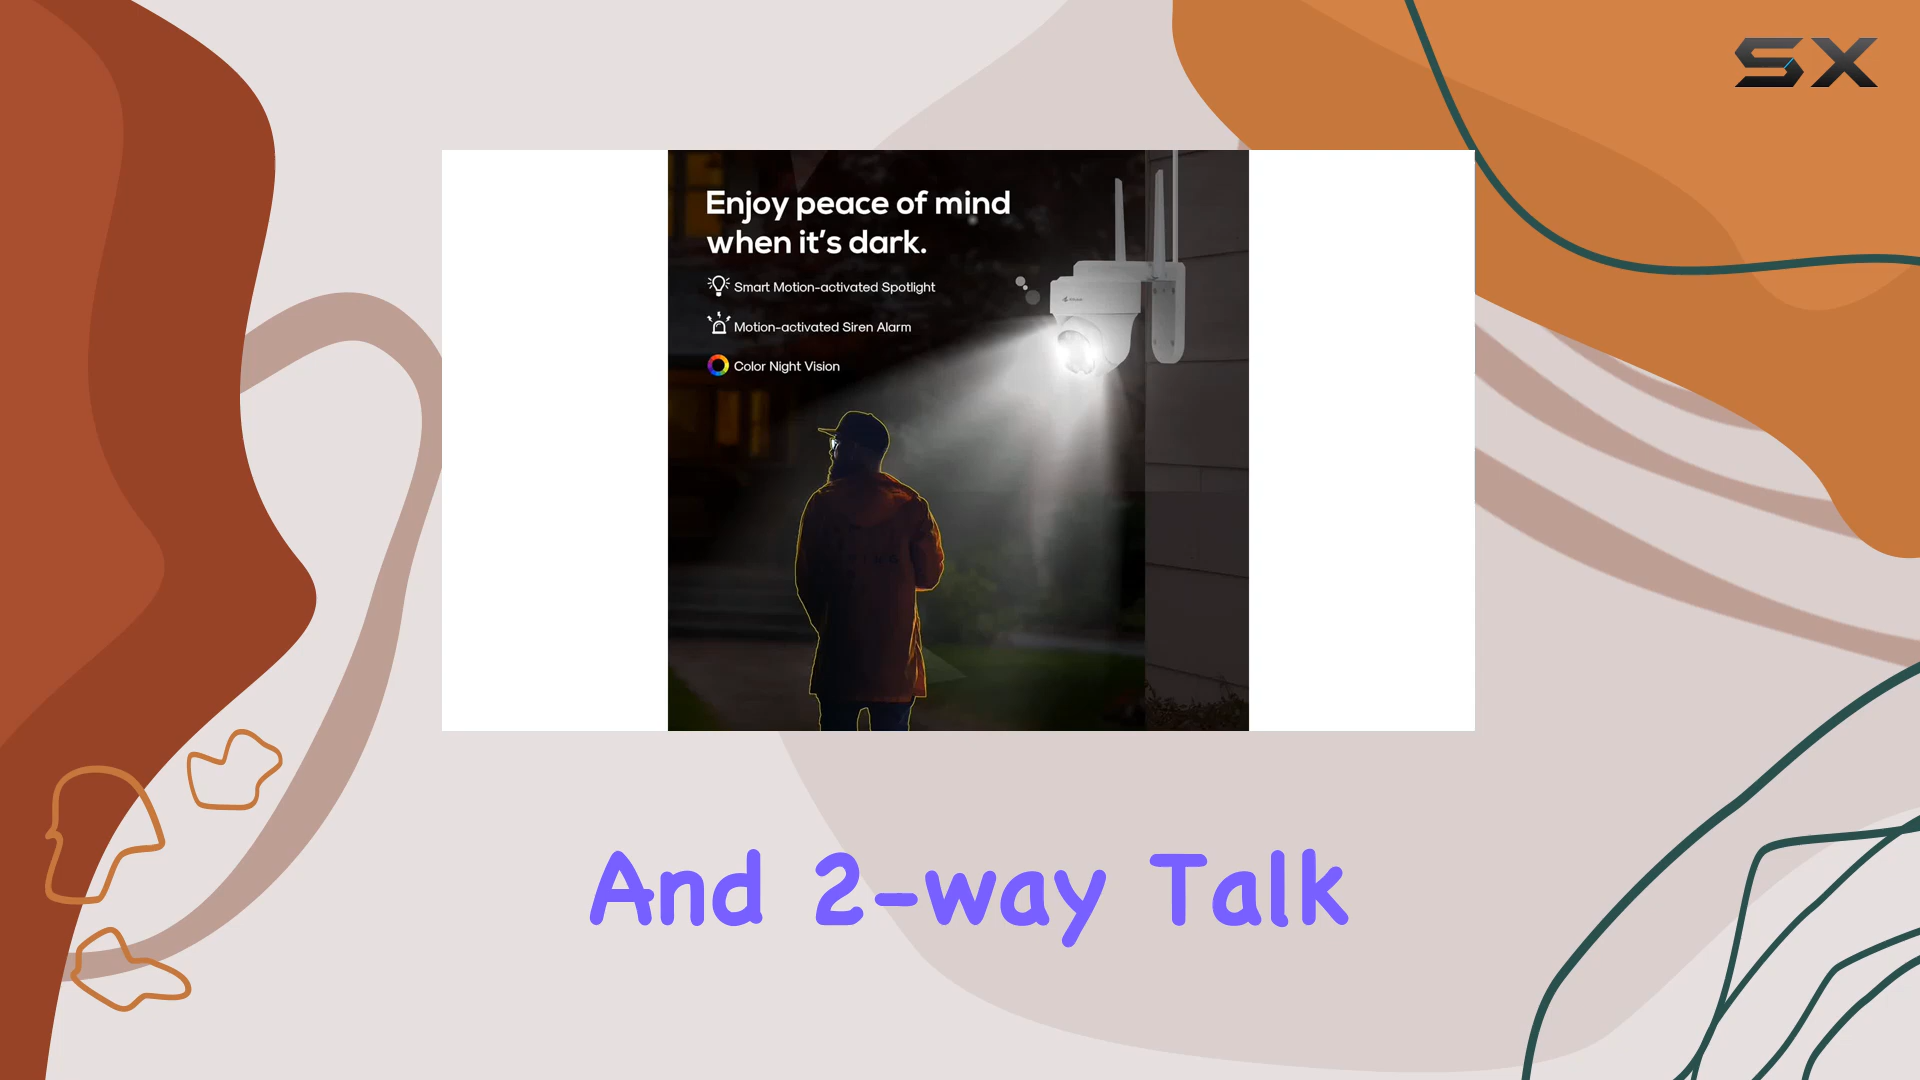 SX
Enjoy peace of mind
when it's dark.
Smart Motion-activated Spotlight
Motion-activated Siren Alarm
Color Night Vision
And 2-way Talk